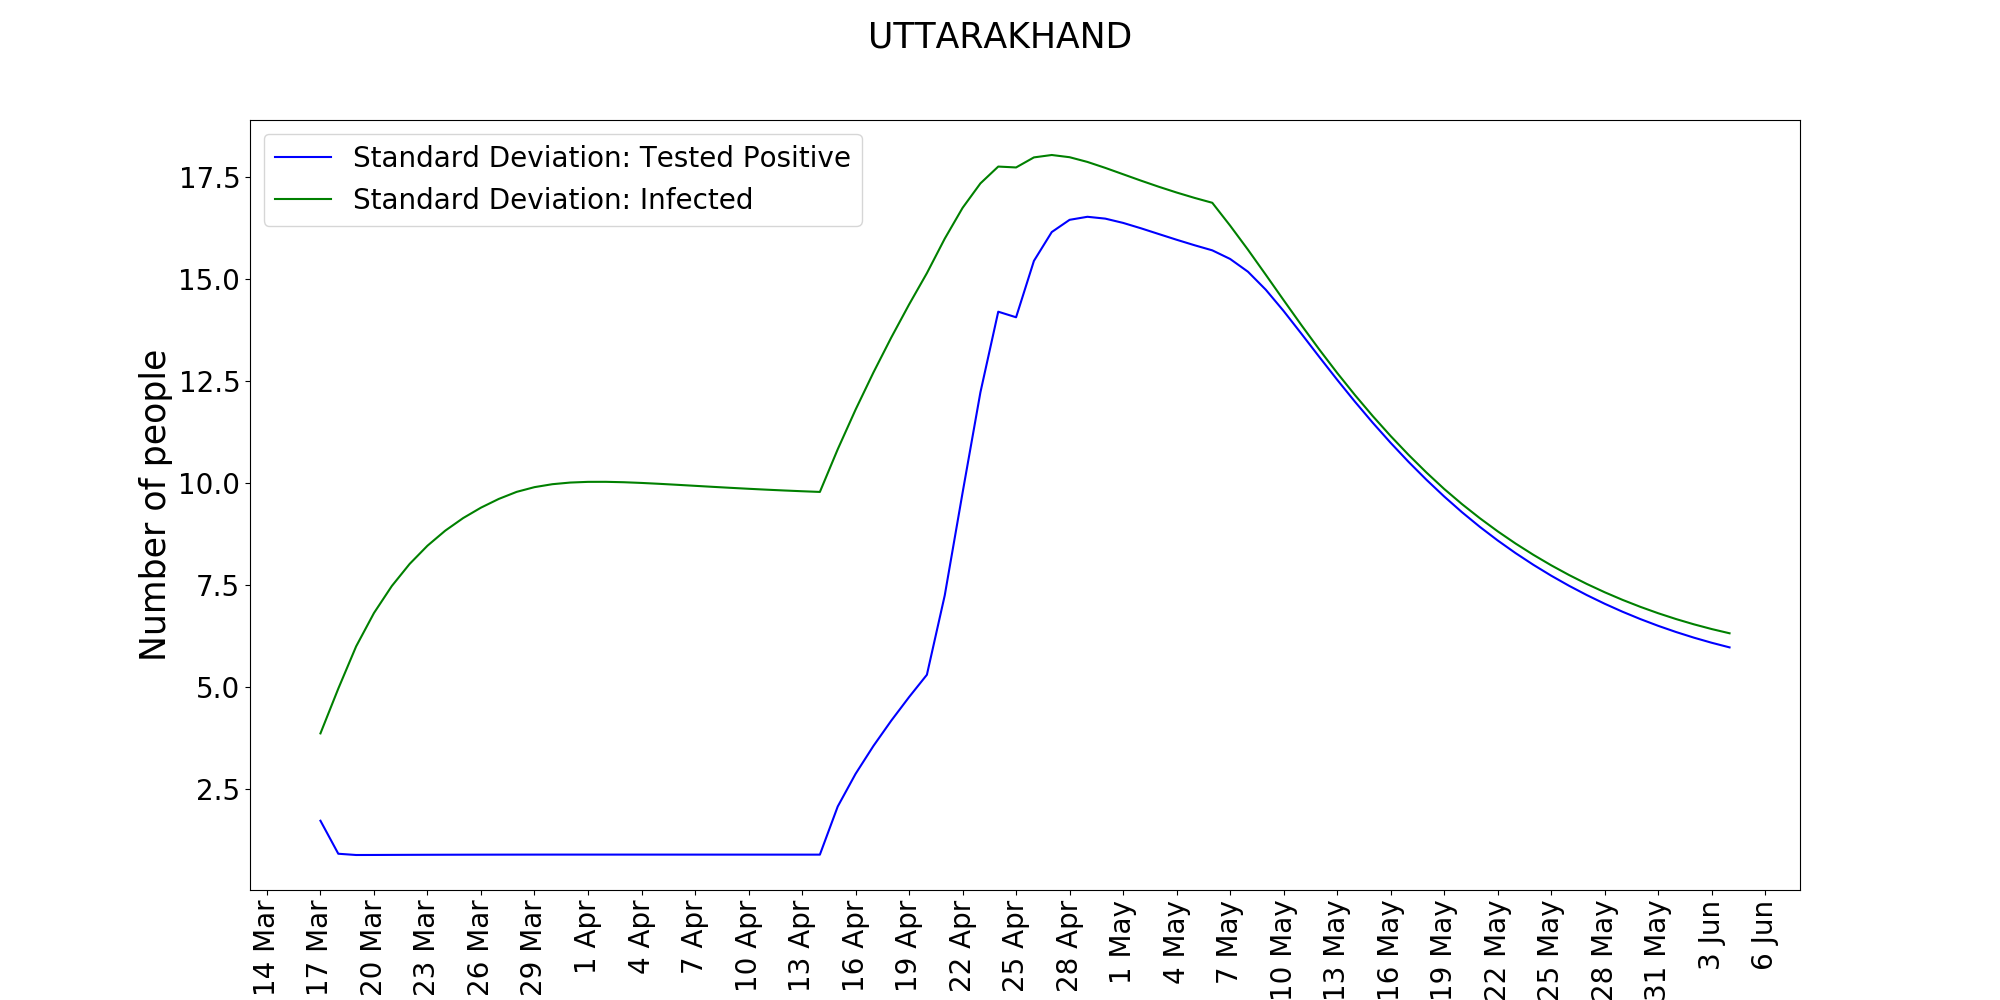 UTTARAKHAND
Standard Deviation: Tested Positive
Standard Deviation: Infected
Number of people
17.5
15.0
12.5
10.0
7.5
5.0
2.5
14 Mar
17 Mar
20 Mar
23 Mar
26 Mar
29 Mar
1 Apr
4 Apr
7 Apr
10 Apr
13 Apr
16 Apr
19 Apr
22 Apr
25 Apr
28 Apr
1 May
4 May
7 May
10 May
13 May
16 May
19 May
22 May
25 May
28 May
31 May
3 Jun
6 Jun